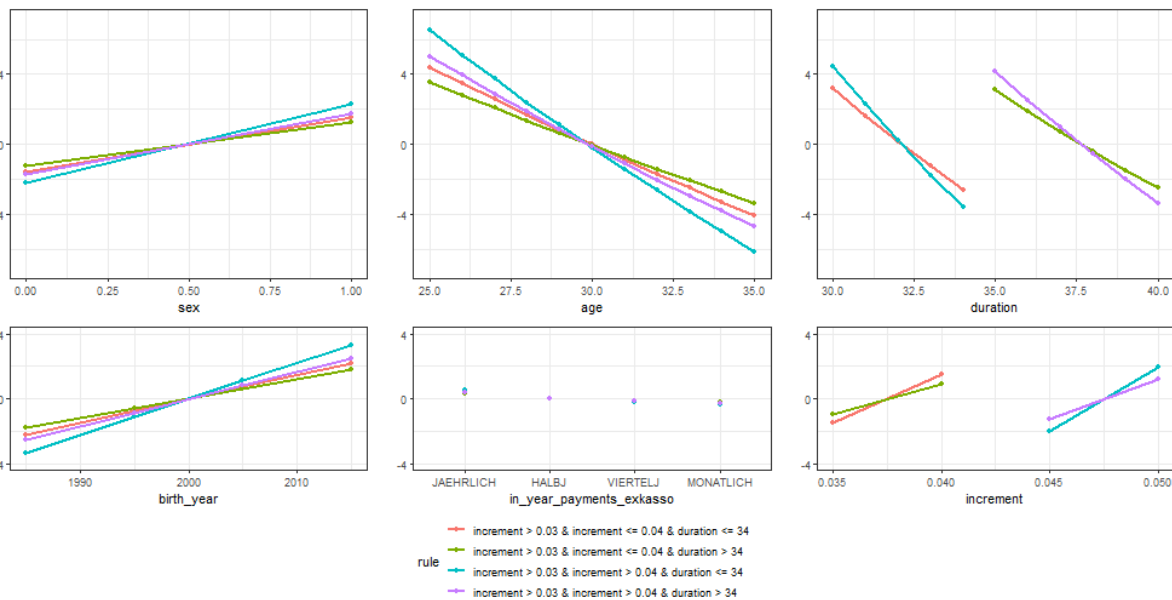 4
0
-4
0.00 0.25 0.50 0.75 1.00
sex
4
0
-4
25.0 27.5 30.0 32.5 35.0
age
4
0
-4
30.0 32.5 35.0 37.5 40.0
duration
4
0
-4
1990 2000 2010
birth_year
4
0
-4
JAEHRLICH HALBJ VIERTELJ MONATLICH
in_year_payments_exkasso
4
0
-4
0.035 0.040 0.045 0.050
increment
rule
increment > 0.03 & increment <= 0.04 & duration <= 34
increment > 0.03 & increment <= 0.04 & duration > 34
increment > 0.03 & increment > 0.04 & duration <= 34
increment > 0.03 & increment > 0.04 & duration > 34